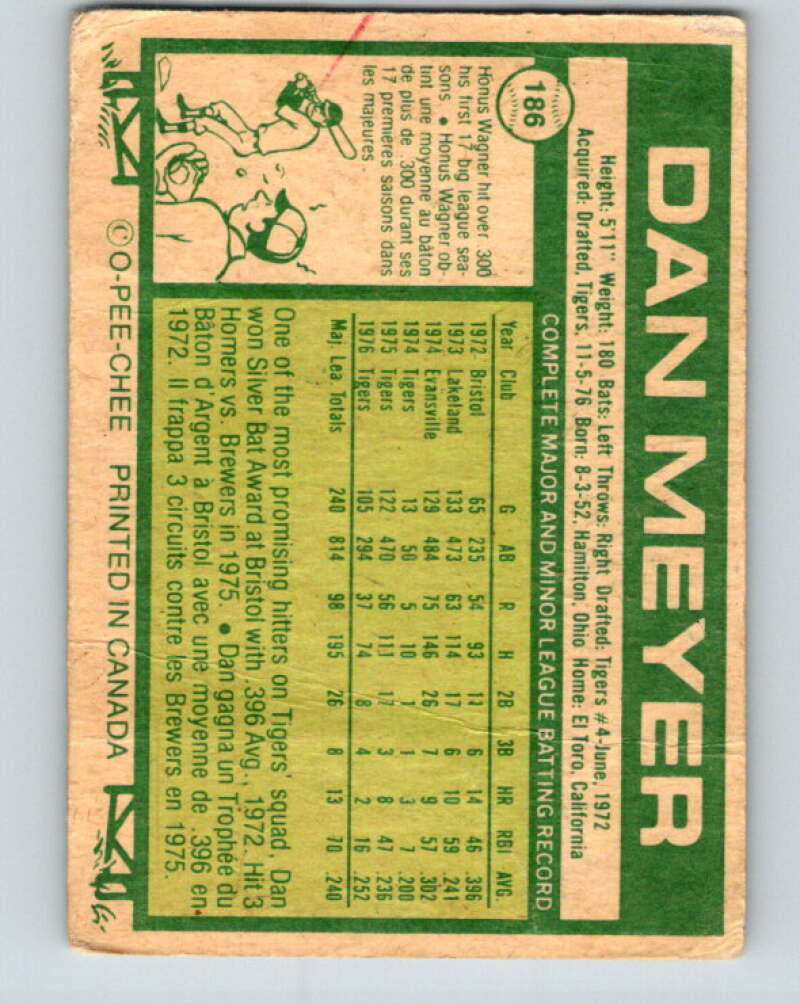 186
DAN MEYER
Height: 5'11" Weight: 180 Bats: Left Throws: Right Drafted: Tigers #4-June, 1972
Acquired: Drafted, Tigers, 11-5-76 Born: 8-3-52, Hamilton, Ohio Home: El Toro, California
COMPLETE MAJOR AND MINOR LEAGUE BATTING RECORD
Year Club G AB R H 2B 3B HR RBI AVG.
1972 Bristol 65 235 54 93 11 6 14 46 .396
1973 Lakeland 133 473 63 114 17 6 10 59 .241
1974 Evansville 129 484 75 146 26 7 9 57 .302
1974 Tigers 13 50 5 10 1 1 3 7 .200
1975 Tigers 122 470 56 111 17 3 8 47 .236
1976 Tigers 105 294 37 74 8 4 2 16 .252
Maj. Lea. Totals 240 814 98 195 26 8 13 70 .240
One of the most promising hitters on Tigers' squad, Dan
won Silver Bat Award at Bristol with .396 Avg., 1972. Hit 3
Homers vs. Brewers in 1975. • Dan gagna un Trophée du
Bâton d'Argent à Bristol avec une moyenne de .396 en
1972. Il frappa 3 circuits contre les Brewers en 1975.
Honus Wagner hit over .300
his first 17 big league sea-
sons. • Honus Wagner ob-
tint une moyenne au bâton
de plus de .300 durant ses
17 premières saisons dans
les majeures
© O-PEE-CHEE PRINTED IN CANADA